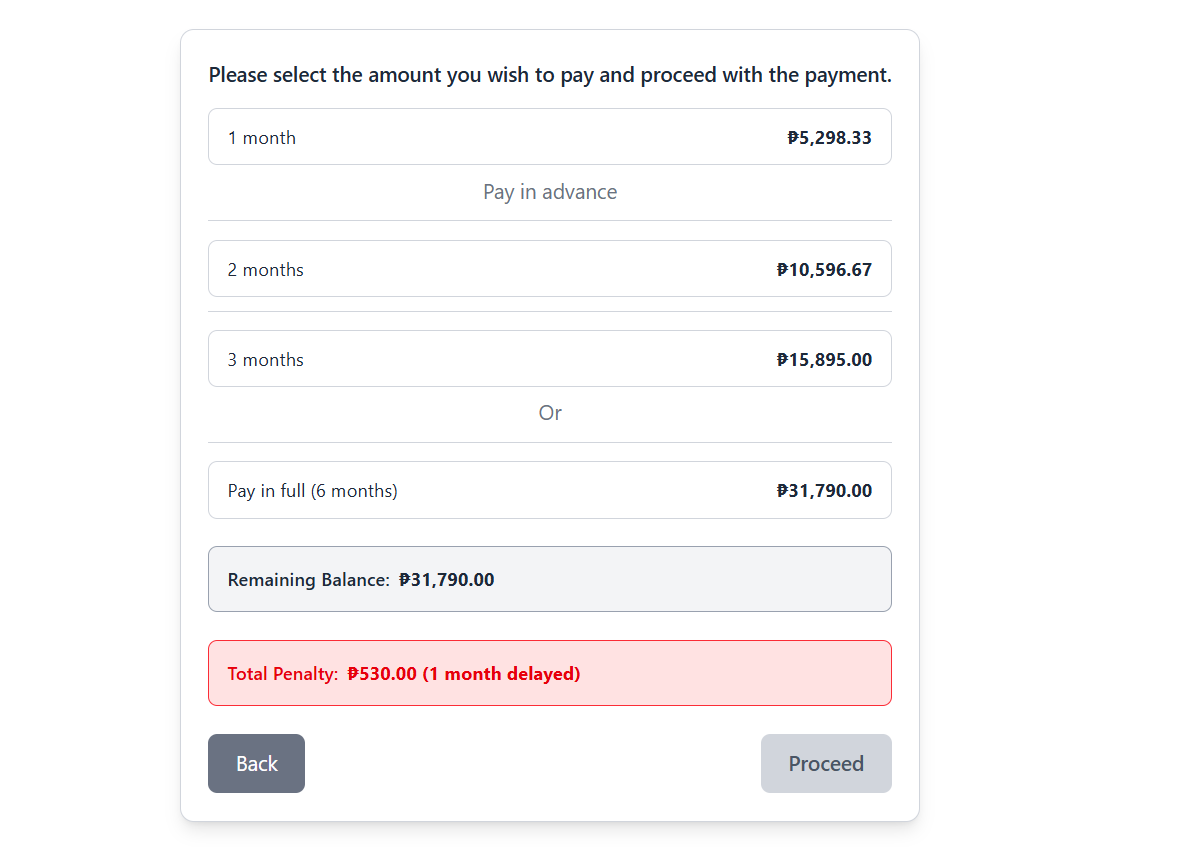 Please select the amount you wish to pay and proceed with the payment.
1 month ₱5,298.33
Pay in advance
2 months ₱10,596.67
3 months ₱15,895.00
Or
Pay in full (6 months) ₱31,790.00
Remaining Balance: ₱31,790.00
Total Penalty: ₱530.00 (1 month delayed)
Back Proceed